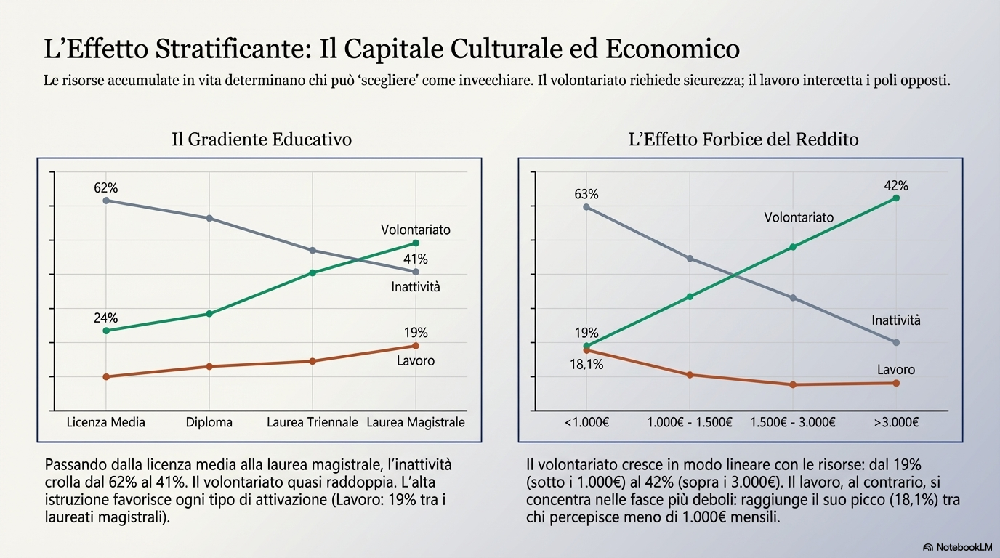 L'Effetto Stratificante: Il Capitale Culturale ed Economico
Le risorse accumulate in vita determinano chi può 'scegliere' come invecchiare. Il volontariato richiede sicurezza; il lavoro intercetta i poli opposti.
Il Gradiente Educativo
62%
Volontariato
41%
Inattività
24%
19%
Lavoro
Licenza Media Diploma Laurea Triennale Laurea Magistrale
Passando dalla licenza media alla laurea magistrale, l'inattività
crolla dal 62% al 41%. Il volontariato quasi raddoppia. L'alta
istruzione favorisce ogni tipo di attivazione (Lavoro: 19% tra i
laureati magistrali).
L'Effetto Forbice del Reddito
42%
63%
Volontariato
Inattività
19%
18,1%
Lavoro
<1.000€ 1.000€ - 1.500€ 1.500€ - 3.000€ >3.000€
Il volontariato cresce in modo lineare con le risorse: dal 19%
(sotto i 1.000€) al 42% (sopra i 3.000€). Il lavoro, al contrario, si
concentra nelle fasce più deboli: raggiunge il suo picco (18,1%) tra
chi percepisce meno di 1.000€ mensili.
NotebookLM